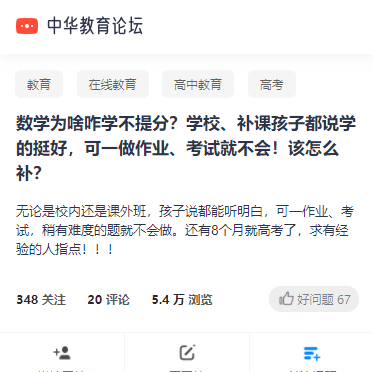 中华教育论坛
教育 在线教育 高中教育 高考
数学为啥咋学不提分？学校、补课孩子都说学
的挺好，可一做作业、考试就不会！该怎么
补？
无论是校内还是课外班，孩子说都能听明白，可一作业、考
试，稍有难度的题就不会做。还有8个月就高考了，求有经
验的人指点！！！
348 关注 20 评论 5.4 万 浏览 好问题 67